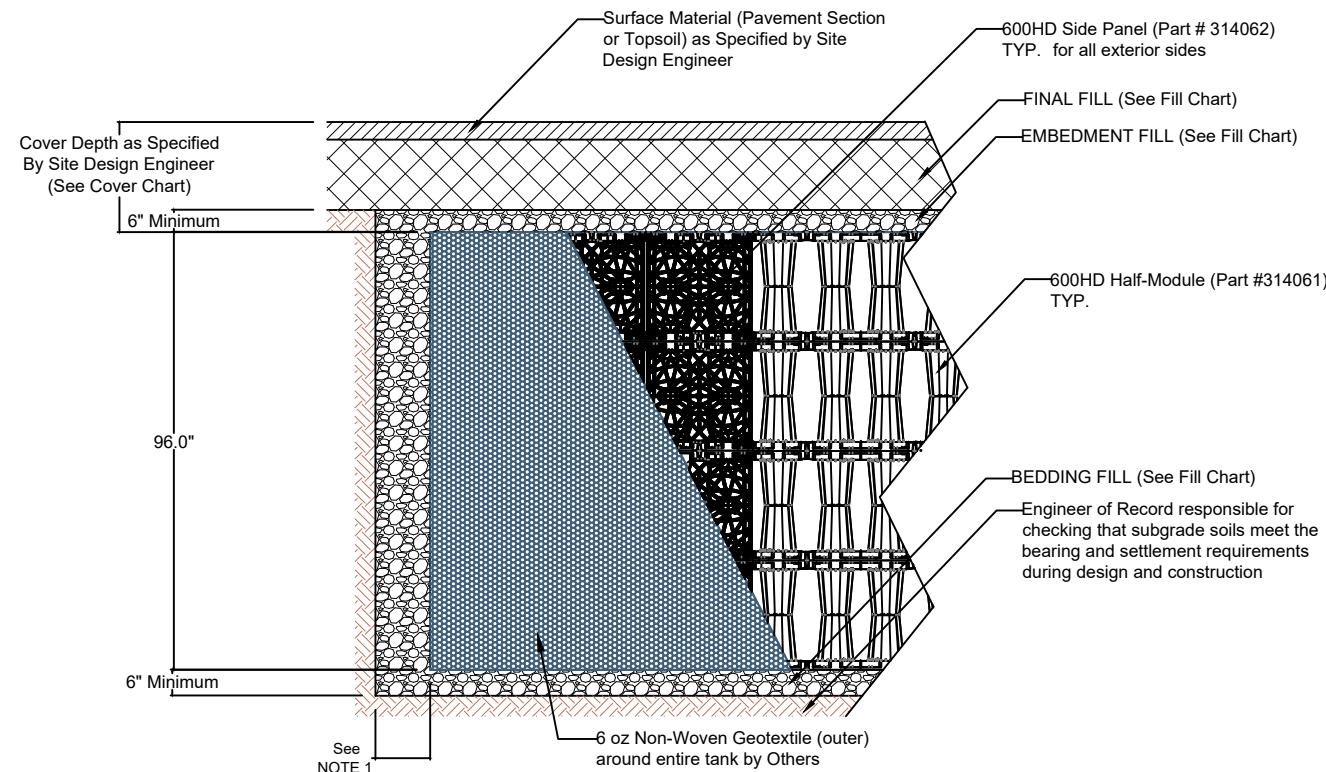 Surface Material (Pavement Section
or Topsoil) as Specified by Site
Design Engineer
600HD Side Panel (Part # 314062)
TYP. for all exterior sides
FINAL FILL (See Fill Chart)
EMBEDMENT FILL (See Fill Chart)
Cover Depth as Specified
By Site Design Engineer
(See Cover Chart)
6" Minimum
600HD Half-Module (Part #314061)
TYP.
96.0"
BEDDING FILL (See Fill Chart)
Engineer of Record responsible for
checking that subgrade soils meet the
bearing and settlement requirements
during design and construction
6" Minimum
See
NOTE 1
6 oz Non-Woven Geotextile (outer)
around entire tank by Others